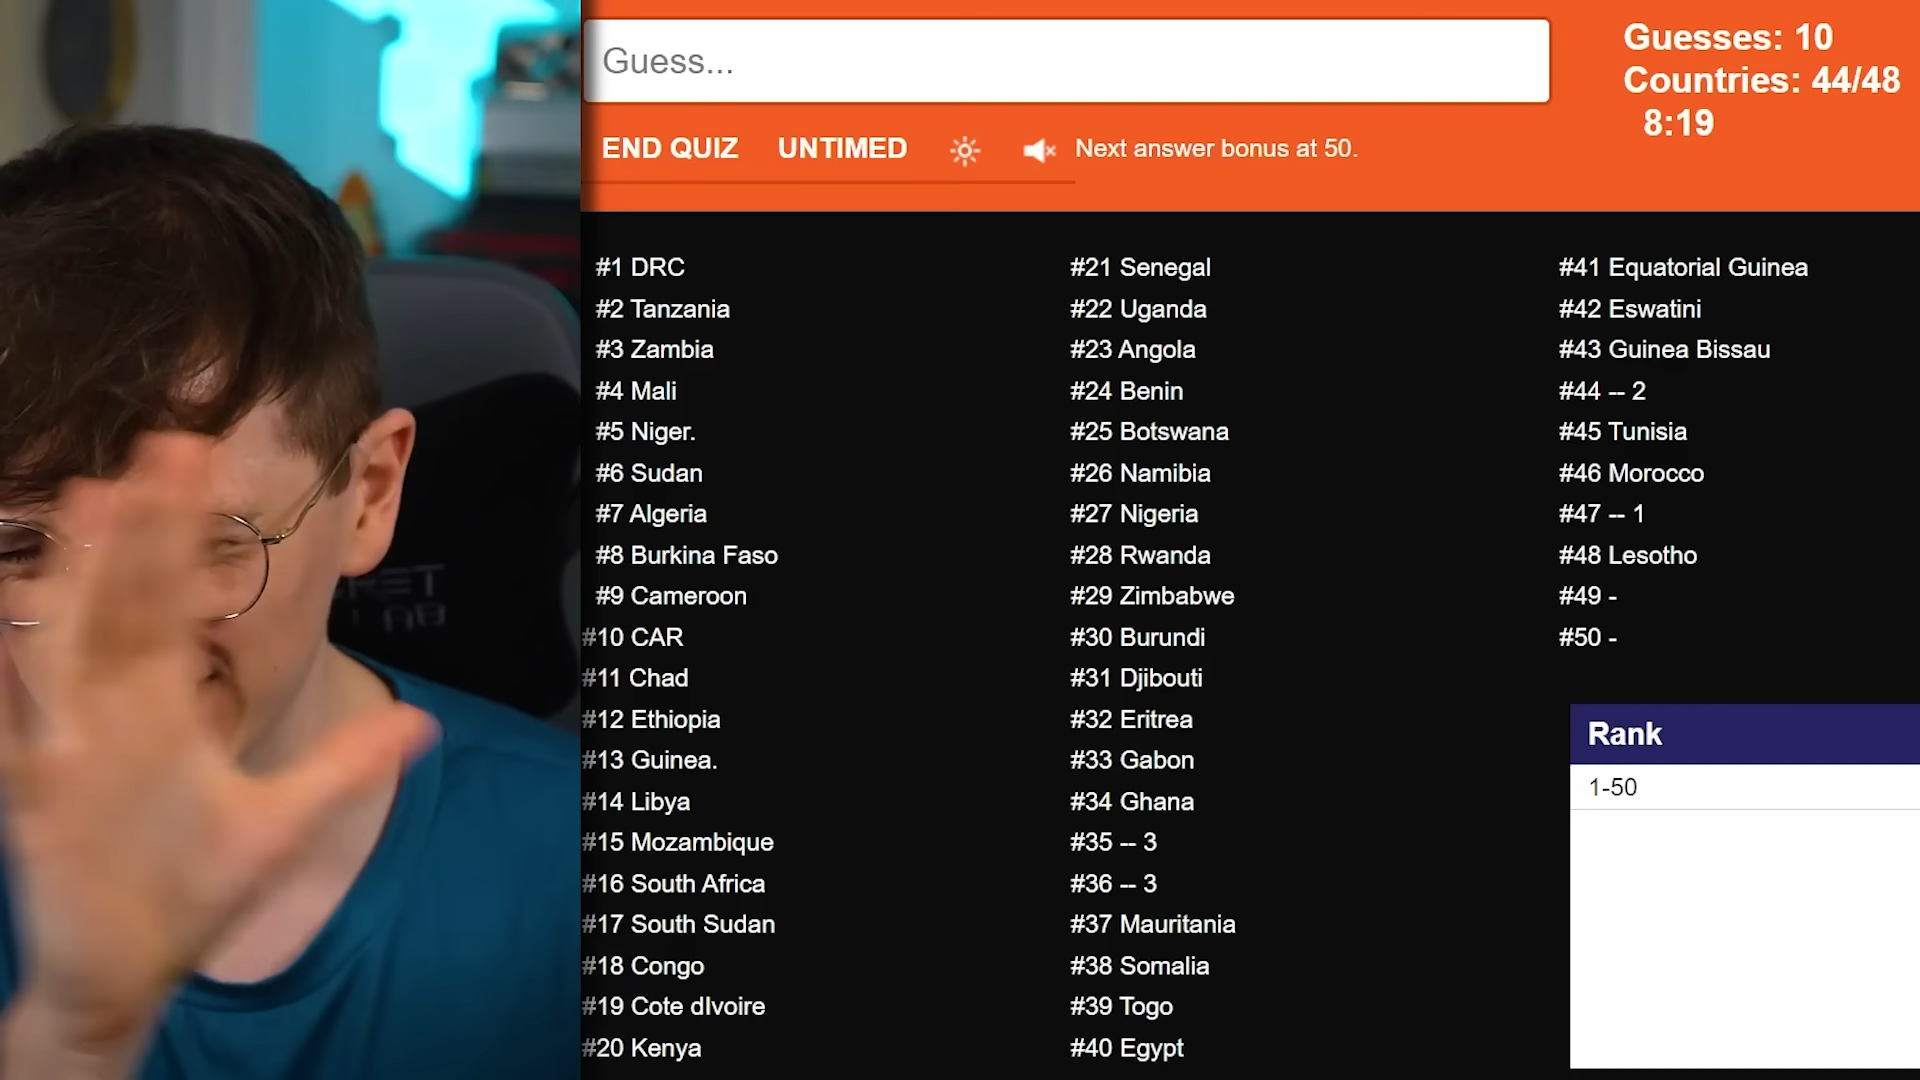 Guess...
Guesses: 10
Countries: 44/48
8:19
END QUIZ
UNTIMED
Next answer bonus at 50.
#1 DRC
#2 Tanzania
#3 Zambia
#4 Mali
#5 Niger.
#6 Sudan
#7 Algeria
#8 Burkina Faso
#9 Cameroon
#10 CAR
#11 Chad
#12 Ethiopia
#13 Guinea.
#14 Libya
#15 Mozambique
#16 South Africa
#17 South Sudan
#18 Congo
#19 Cote dIvoire
#20 Kenya
#21 Senegal
#22 Uganda
#23 Angola
#24 Benin
#25 Botswana
#26 Namibia
#27 Nigeria
#28 Rwanda
#29 Zimbabwe
#30 Burundi
#31 Djibouti
#32 Eritrea
#33 Gabon
#34 Ghana
#35 -- 3
#36 -- 3
#37 Mauritania
#38 Somalia
#39 Togo
#40 Egypt
#41 Equatorial Guinea
#42 Eswatini
#43 Guinea Bissau
#44 -- 2
#45 Tunisia
#46 Morocco
#47 -- 1
#48 Lesotho
#49 -
#50 -
Rank
1-50